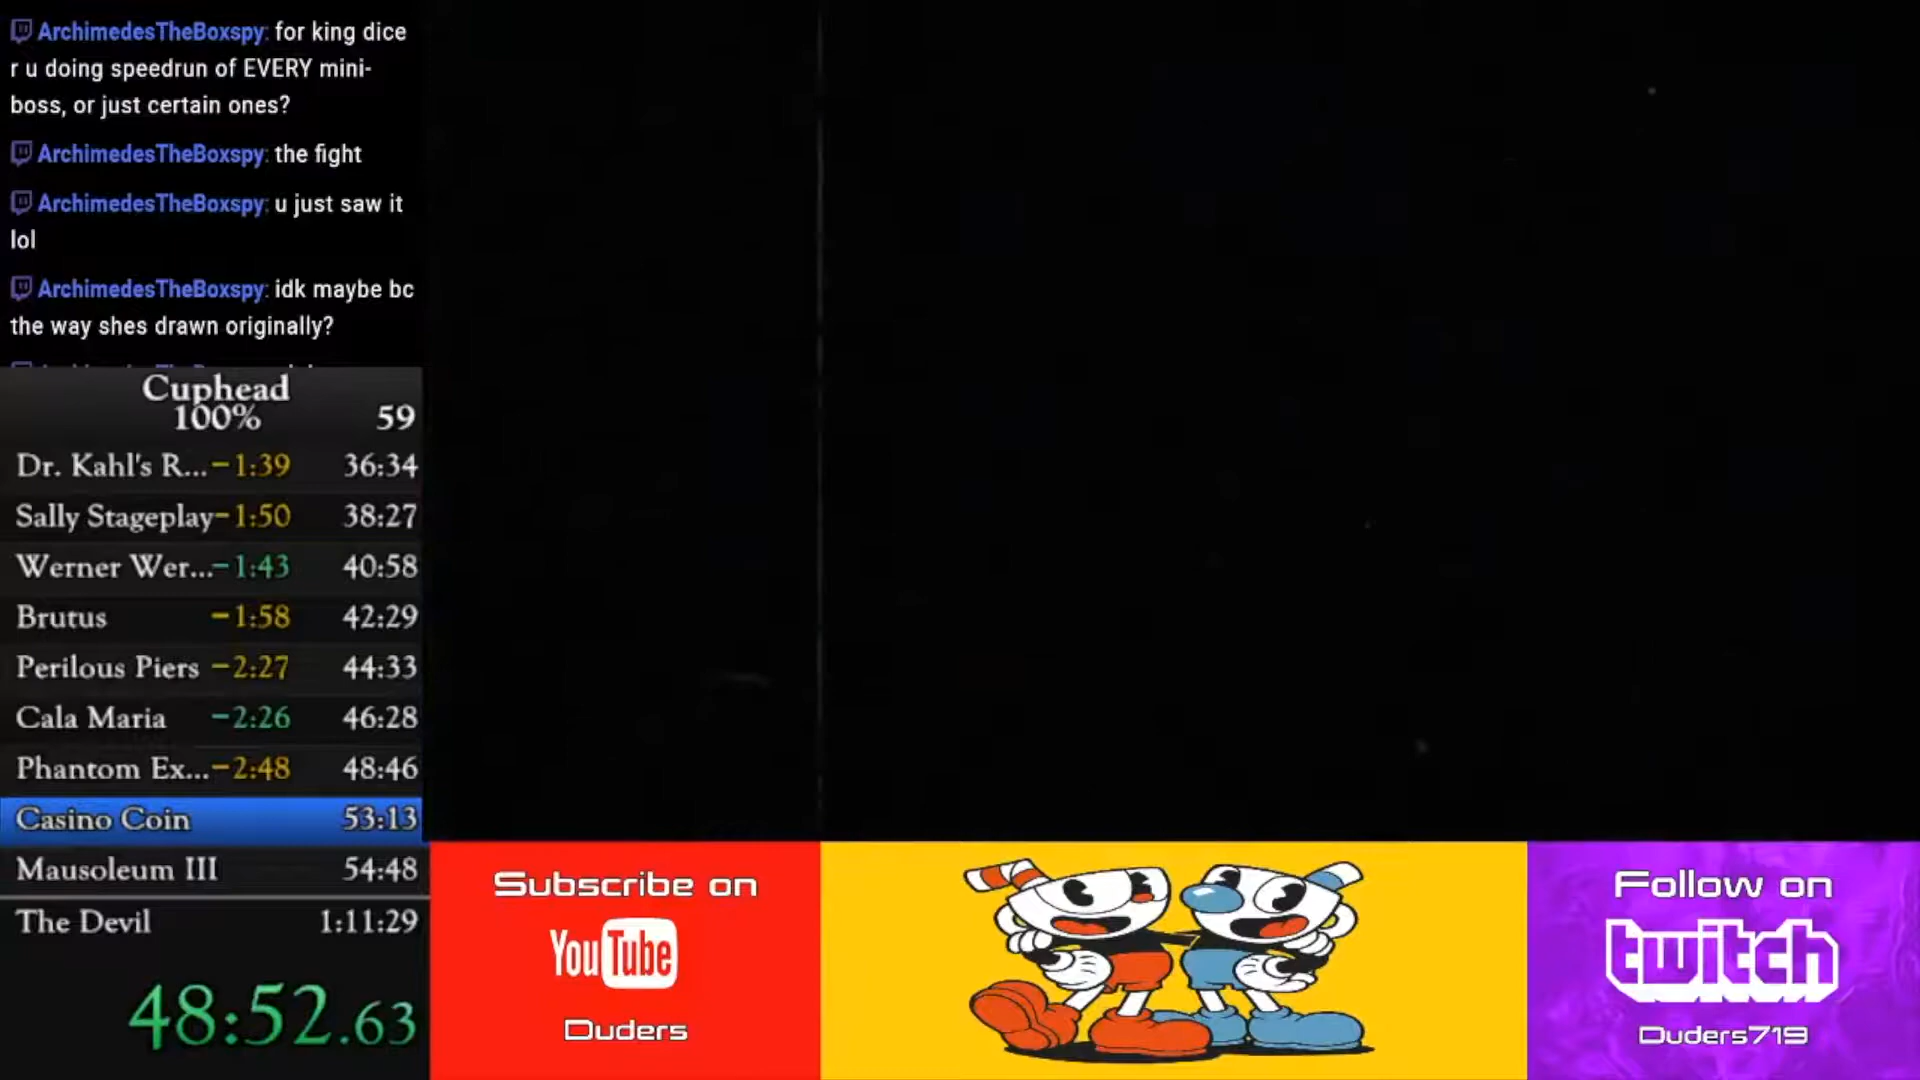 ArchimedesTheBoxspy: for king dice
r u doing speedrun of EVERY mini-
boss, or just certain ones?
ArchimedesTheBoxspy: the fight
ArchimedesTheBoxspy: u just saw it
lol
ArchimedesTheBoxspy: idk maybe bc
the way shes drawn originally?
Cuphead
100% 59
Dr. Kahl's R... -1:39 36:34
Sally Stageplay -1:50 38:27
Werner Wer... -1:43 40:58
Brutus -1:58 42:29
Perilous Piers -2:27 44:33
Cala Maria -2:26 46:28
Phantom Ex... -2:48 48:46
Casino Coin 53:13
Mausoleum III 54:48
The Devil 1:11:29
48:52.63
Subscribe on
YouTube
Duders
Follow on
twitch
Duders719